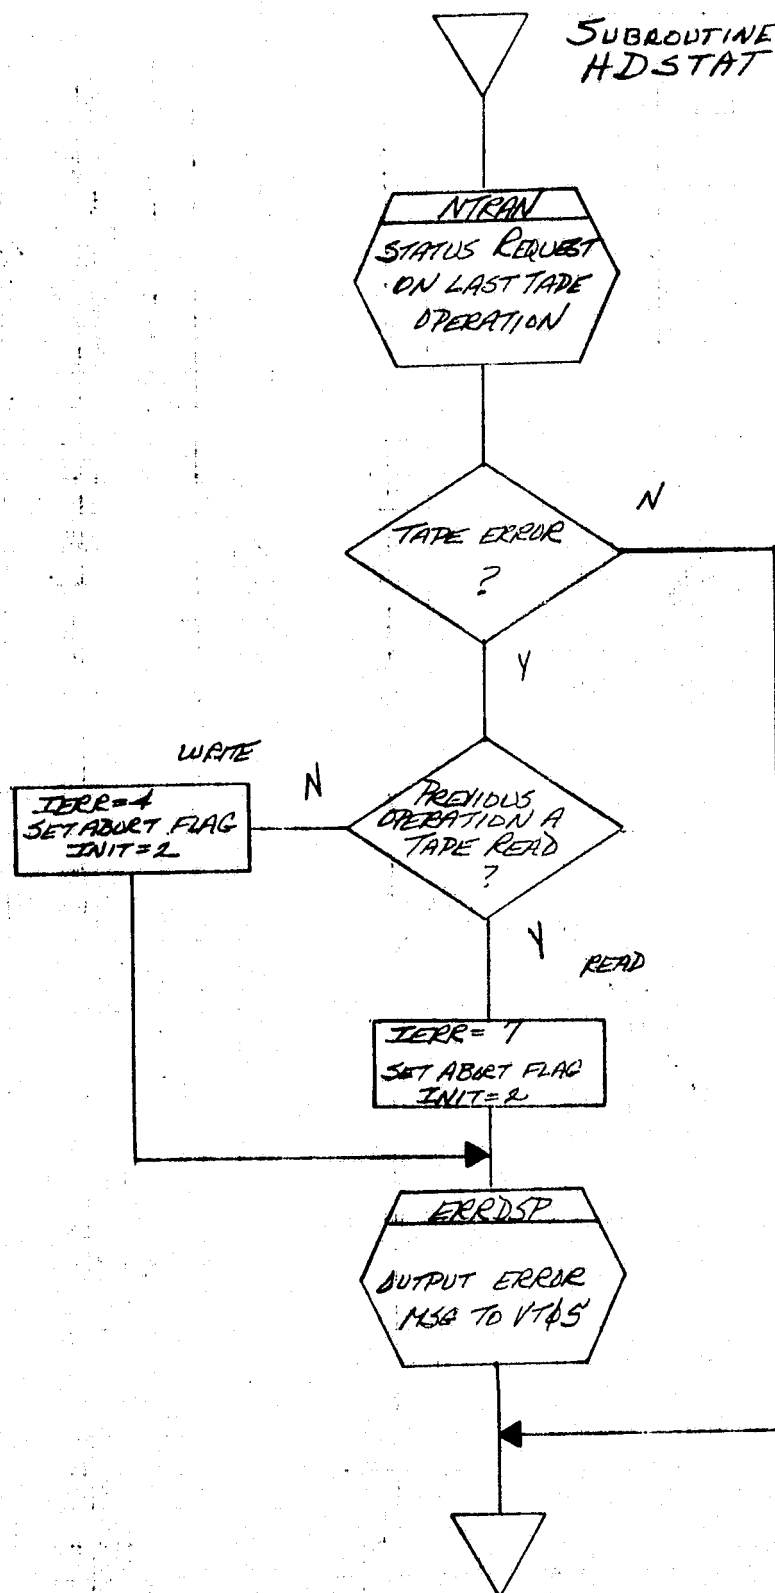 SUBROUTINE
HDSTAT
NTRAN
STATUS REQUEST
ON LAST TAPE
OPERATION
N
TAPE ERROR
?
Y
WRITE
N
IERR=4
SET ABORT FLAG
INIT=2
PREVIOUS
OPERATION A
TAPE READ
?
Y
READ
IERR= 7
SET ABORT FLAG
INIT=2
ERRDSP
OUTPUT ERROR
MSG TO VTØ5